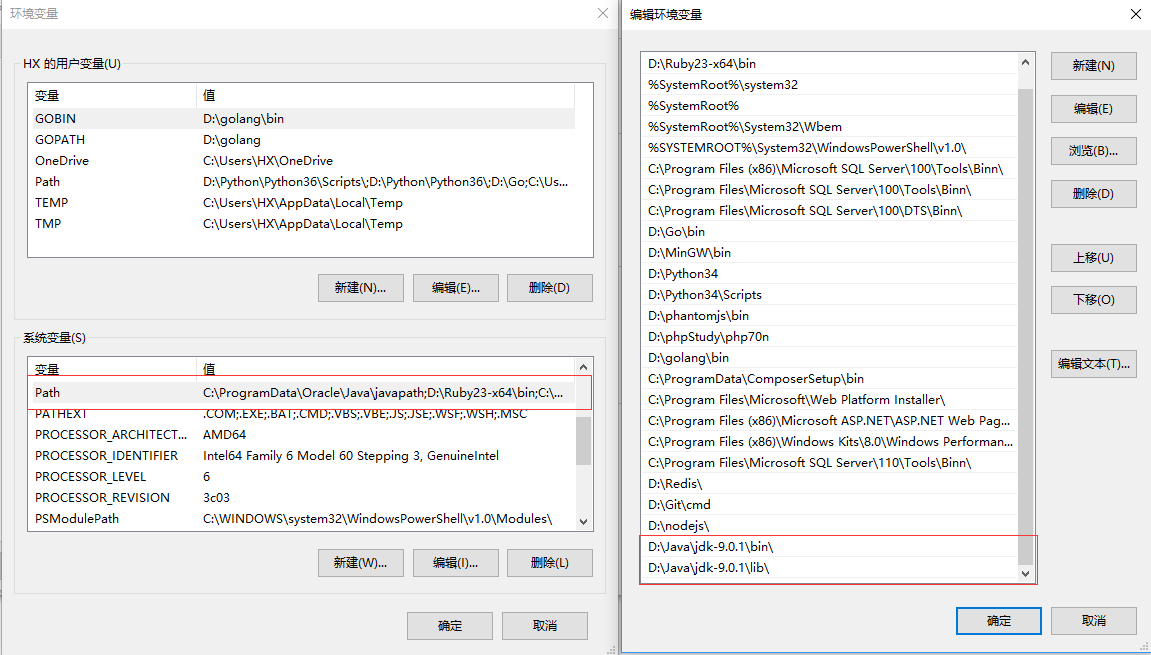 环境变量
HX 的用户变量(U)
变量 值
GOBIN D:\golang\bin
GOPATH D:\golang
OneDrive C:\Users\HX\OneDrive
Path D:\Python\Python36\Scripts\;D:\Python\Python36\;D:\Go;C:\Us...
TEMP C:\Users\HX\AppData\Local\Temp
TMP C:\Users\HX\AppData\Local\Temp
新建(N)... 编辑(E)... 删除(D)
系统变量(S)
变量 值
Path C:\ProgramData\Oracle\Java\javapath;D:\Ruby23-x64\bin;C:\...
PATHEXT .COM;.EXE;.BAT;.CMD;.VBS;.VBE;.JS;.JSE;.WSF;.WSH;.MSC
PROCESSOR_ARCHITECT... AMD64
PROCESSOR_IDENTIFIER Intel64 Family 6 Model 60 Stepping 3, GenuineIntel
PROCESSOR_LEVEL 6
PROCESSOR_REVISION 3c03
PSModulePath C:\WINDOWS\system32\WindowsPowerShell\v1.0\Modules\
新建(W)... 编辑(I)... 删除(L)
确定 取消
编辑环境变量
D:\Ruby23-x64\bin
%SystemRoot%\system32
%SystemRoot%
%SystemRoot%\System32\Wbem
%SYSTEMROOT%\System32\WindowsPowerShell\v1.0\
C:\Program Files (x86)\Microsoft SQL Server\100\Tools\Binn\
C:\Program Files\Microsoft SQL Server\100\Tools\Binn\
C:\Program Files\Microsoft SQL Server\100\DTS\Binn\
D:\Go\bin
D:\MinGW\bin
D:\Python34
D:\Python34\Scripts
D:\phantomjs\bin
D:\phpStudy\php70n
D:\golang\bin
C:\ProgramData\ComposerSetup\bin
C:\Program Files\Microsoft\Web Platform Installer\
C:\Program Files (x86)\Microsoft ASP.NET\ASP.NET Web Pag...
C:\Program Files (x86)\Windows Kits\8.0\Windows Performan...
C:\Program Files\Microsoft SQL Server\110\Tools\Binn\
D:\Redis\
D:\Git\cmd
D:\nodejs\
D:\Java\jdk-9.0.1\bin\
D:\Java\jdk-9.0.1\lib\
新建(N)
编辑(E)
浏览(B)...
删除(D)
上移(U)
下移(O)
编辑文本(T)...
确定 取消